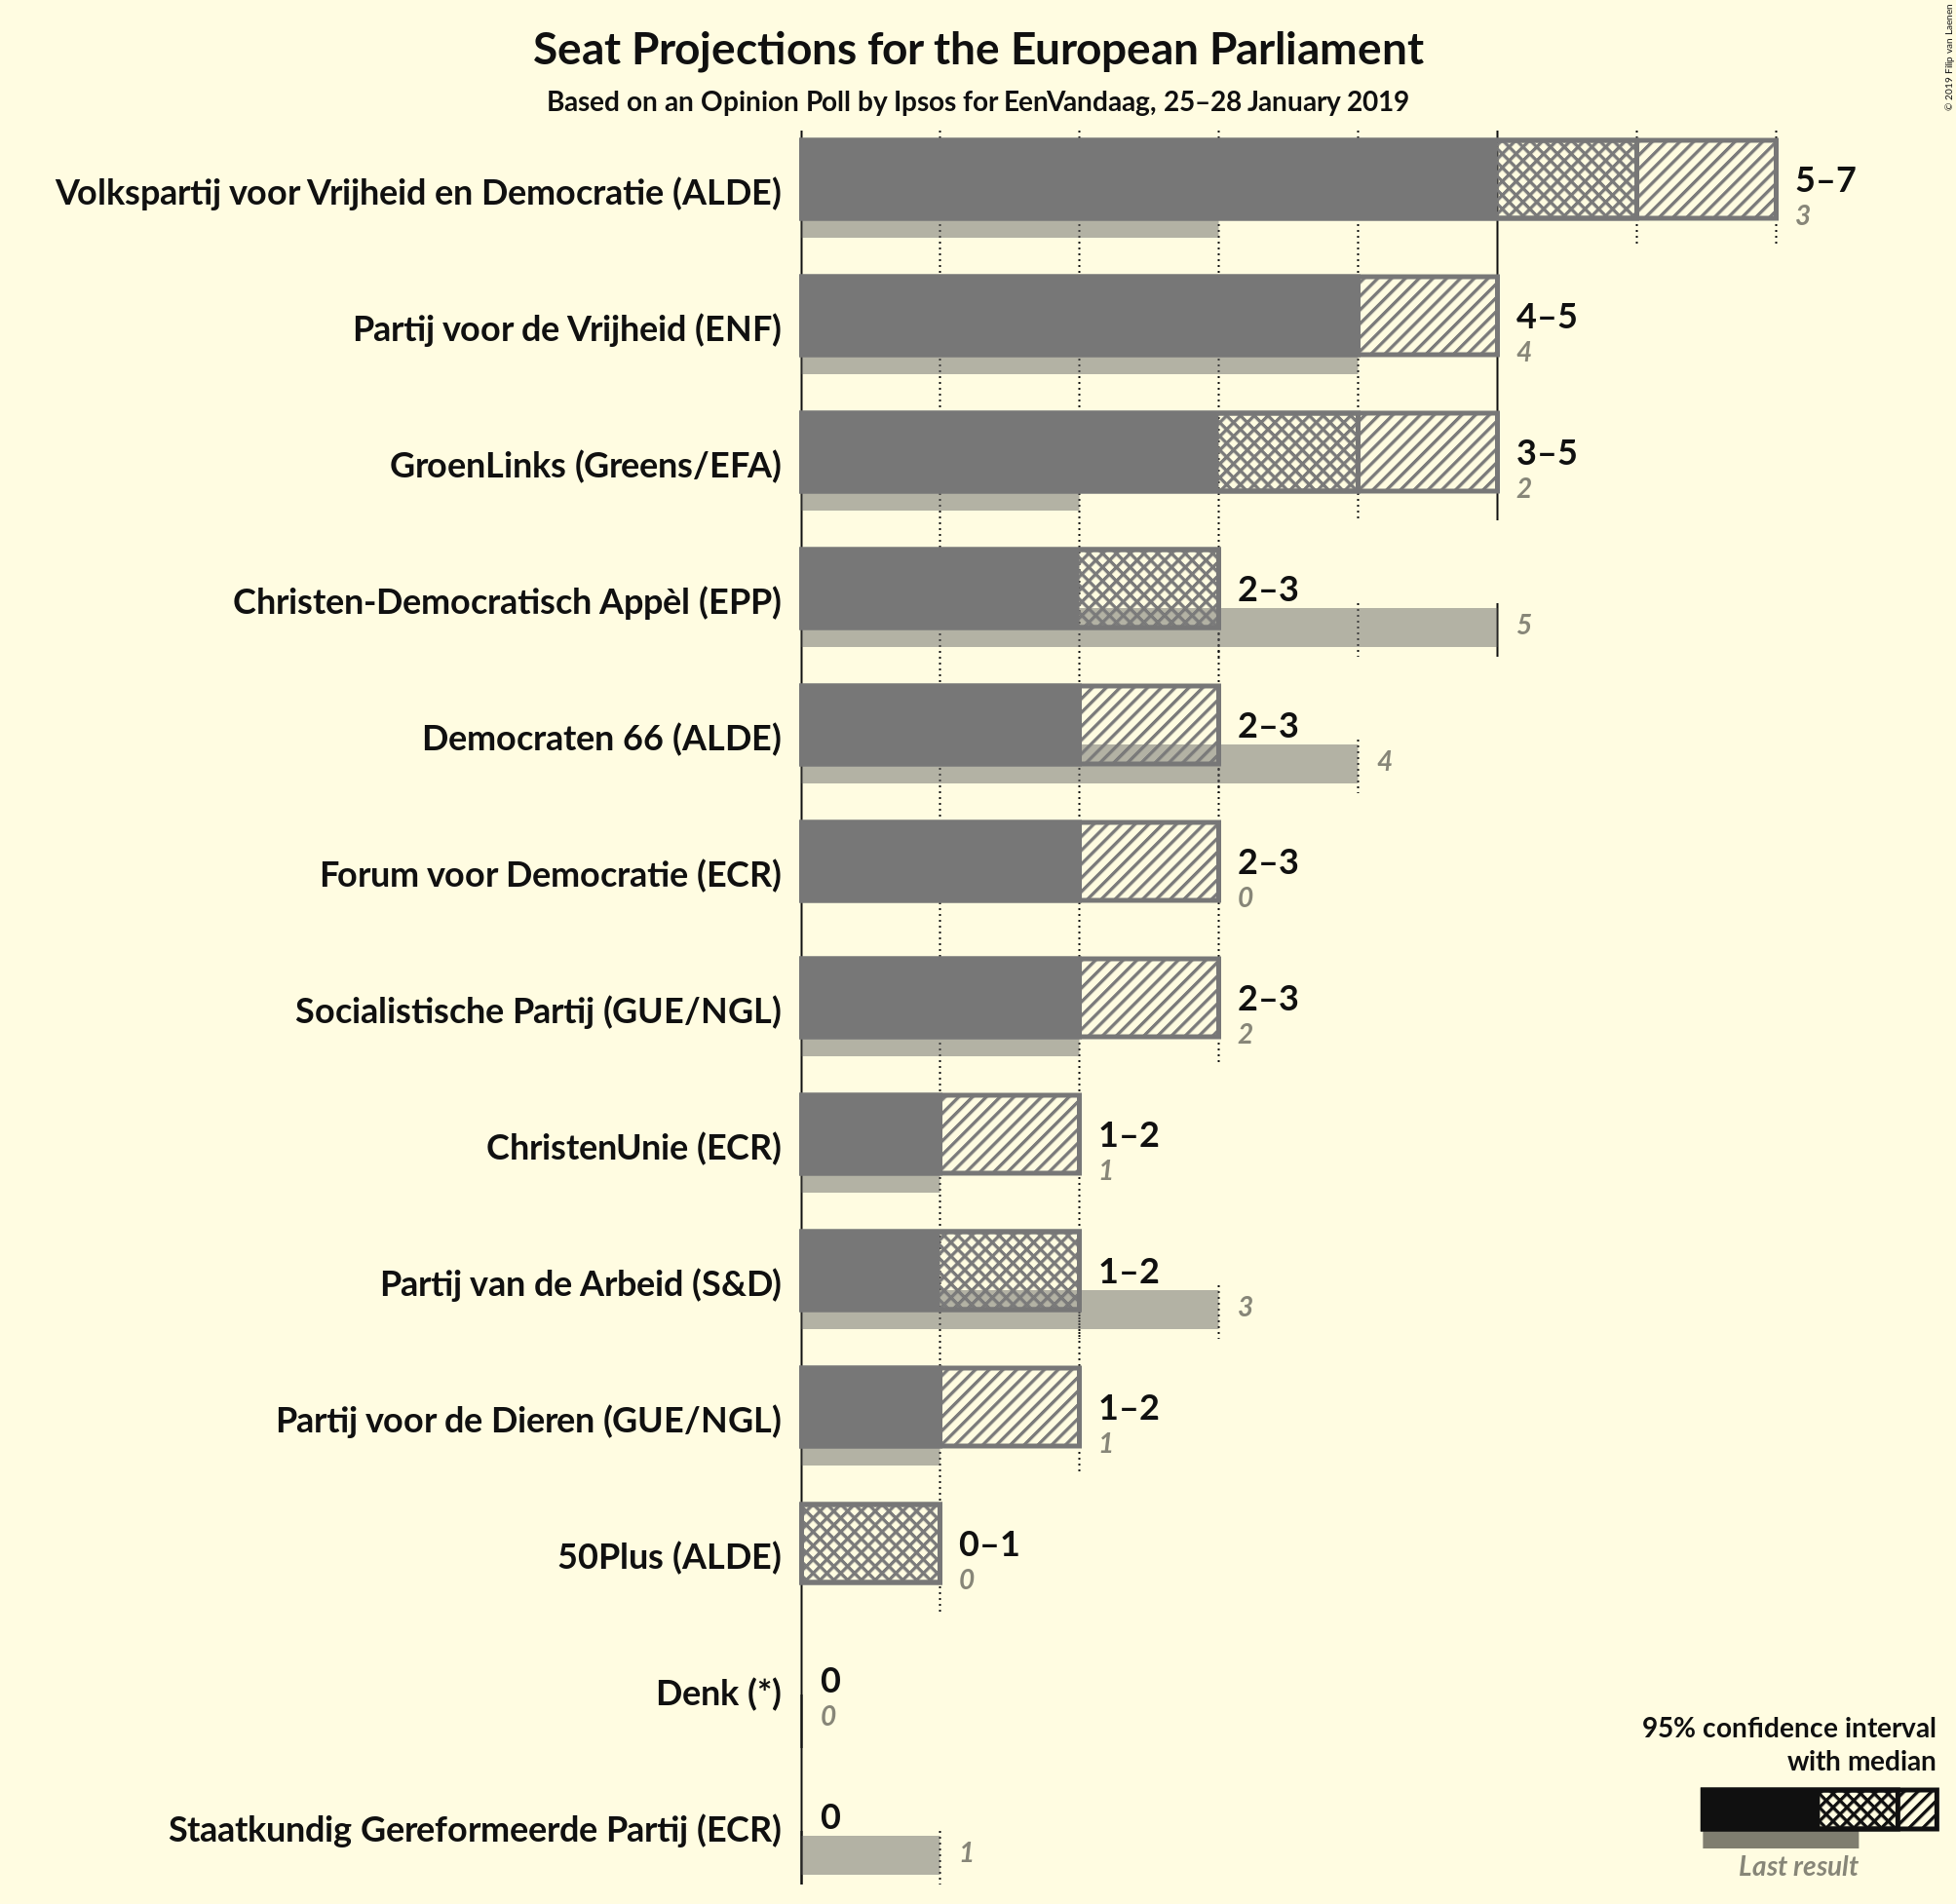 Seat Projections for the European Parliament
Based on an Opinion Poll by Ipsos for EenVandaag, 25–28 January 2019
© 2019 Filip van Laenen
Volkspartij voor Vrijheid en Democratie (ALDE)
5–7
3
Partij voor de Vrijheid (ENF)
4–5
4
GroenLinks (Greens/EFA)
3–5
2
Christen-Democratisch Appèl (EPP)
2–3
5
Democraten 66 (ALDE)
2–3
4
Forum voor Democratie (ECR)
2–3
0
Socialistische Partij (GUE/NGL)
2–3
2
ChristenUnie (ECR)
1–2
1
Partij van de Arbeid (S&D)
1–2
3
Partij voor de Dieren (GUE/NGL)
1–2
1
50Plus (ALDE)
0–1
0
Denk (*)
0
0
Staatkundig Gereformeerde Partij (ECR)
0
1
95% confidence interval
with median
Last result